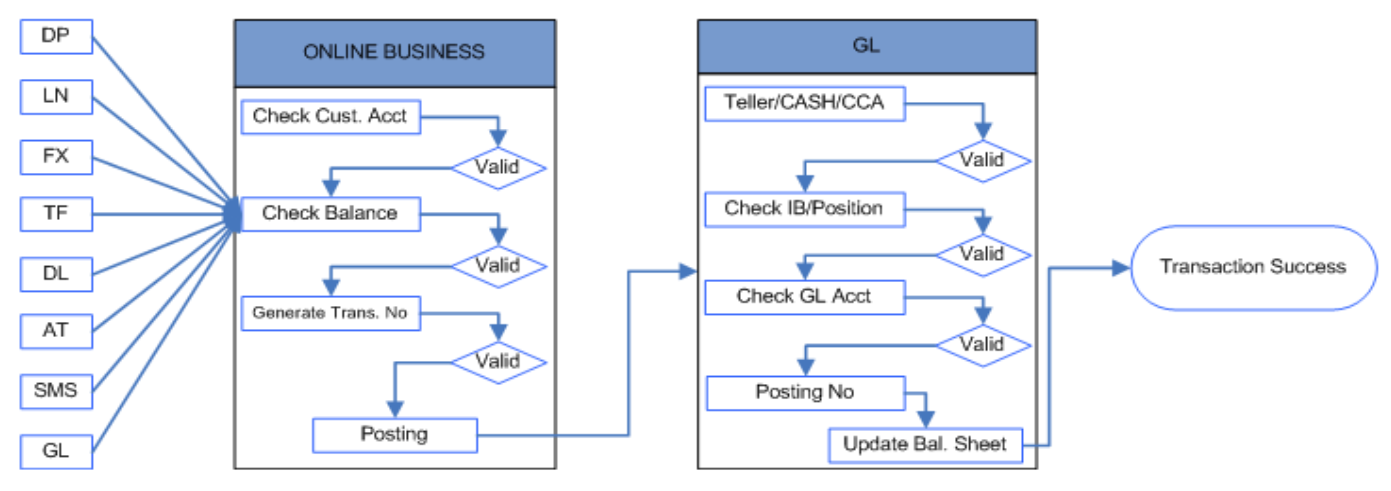 DP
LN
FX
TF
DL
AT
SMS
GL
ONLINE BUSINESS
Check Cust. Acct
Valid
Check Balance
Valid
Generate Trans. No
Valid
Posting
GL
Teller/CASH/CCA
Valid
Check IB/Position
Valid
Check GL Acct
Valid
Posting No
Update Bal. Sheet
Transaction Success